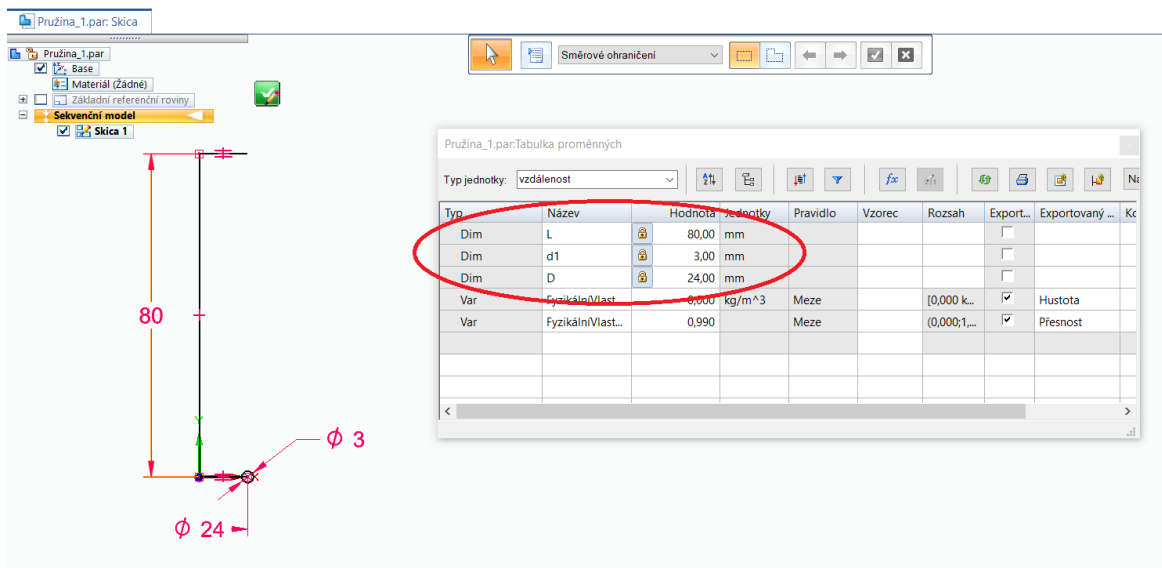 Pružina_1.par: Skica
Pružina_1.par
Base
Materiál (Žádné)
Základní referenční roviny
Sekvenční model
Skica 1
Směrové ohraničení
80
Y
3
24
Pružina_1.par:Tabulka proměnných
Typ jednotky: vzdálenost
fx
Typ Název Hodnota Jednotky Pravidlo Vzorec Rozsah Export... Exportovaný ...
Dim L 80,00 mm
Dim d1 3,00 mm
Dim D 24,00 mm
Var FyzikálníVlast... 0,000 kg/m^3 Meze [0,000 k... Hustota
Var FyzikálníVlast... 0,990 Meze (0,000;1,... Přesnost